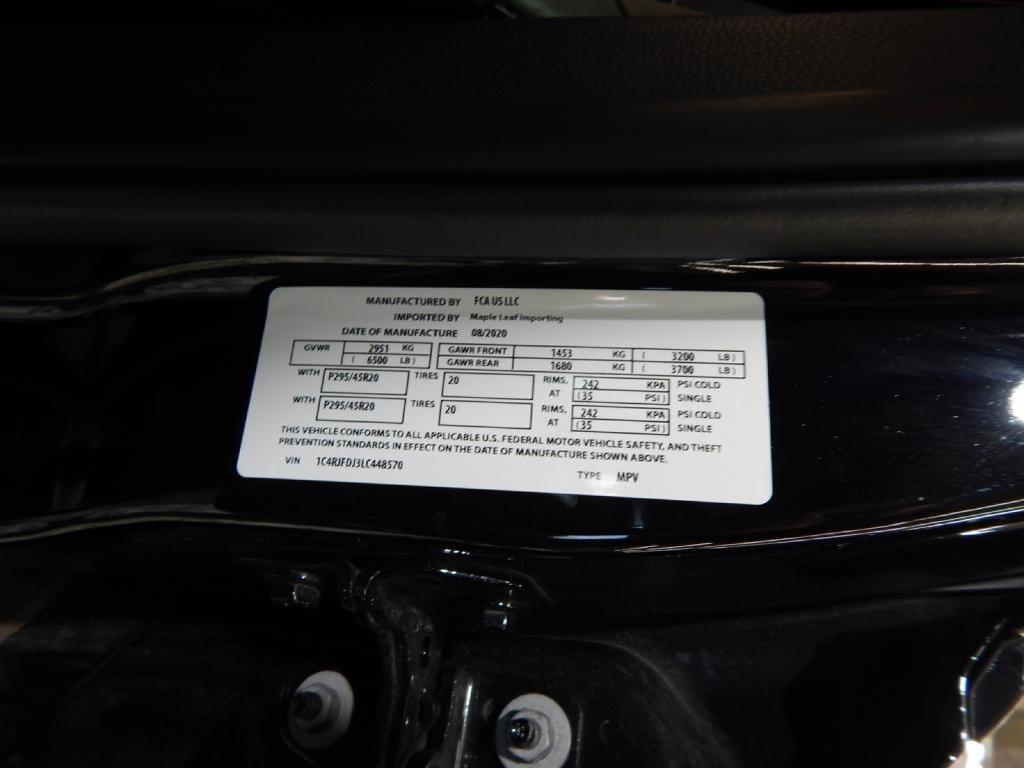 MANUFACTURED BY FCA US LLC
IMPORTED BY Maple Leaf Importing
DATE OF MANUFACTURE 08/2020
GVWR 2951 KG GAWR FRONT 1453 KG ( 3200 LB )
( 6500 LB ) GAWR REAR 1680 KG ( 3700 LB )
WITH P295/45R20 TIRES 20 RIMS, 242 KPA PSI COLD
AT (35 PSI ) SINGLE
WITH P295/45R20 TIRES 20 RIMS, 242 KPA PSI COLD
AT (35 PSI ) SINGLE
THIS VEHICLE CONFORMS TO ALL APPLICABLE U.S. FEDERAL MOTOR VEHICLE SAFETY, AND THEFT
PREVENTION STANDARDS IN EFFECT ON THE DATE OF MANUFACTURE SHOWN ABOVE.
VIN 1C4RJFDJ3LC448570 TYPE MPV